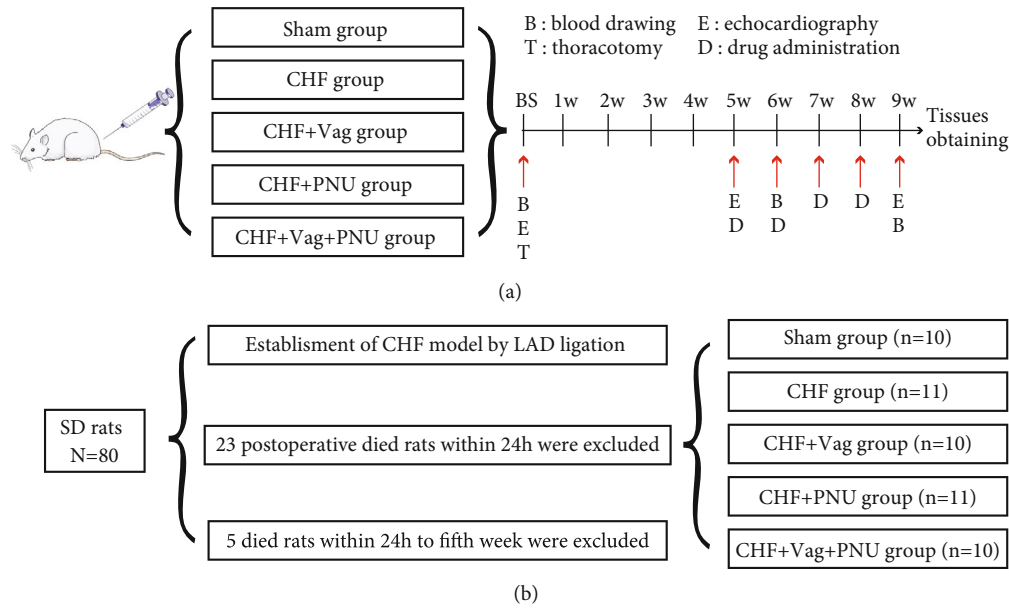 Sham group
CHF group
CHF+Vag group
CHF+PNU group
CHF+Vag+PNU group
B : blood drawing E : echocardiography
T : thoracotomy D : drug administration
BS 1w 2w 3w 4w 5w 6w 7w 8w 9w
Tissues
obtaining
B E B D D E
E D D B
T
(a)
SD rats
N=80
Establisment of CHF model by LAD ligation
23 postoperative died rats within 24h were excluded
5 died rats within 24h to fifth week were excluded
Sham group (n=10)
CHF group (n=11)
CHF+Vag group (n=10)
CHF+PNU group (n=11)
CHF+Vag+PNU group (n=10)
(b)